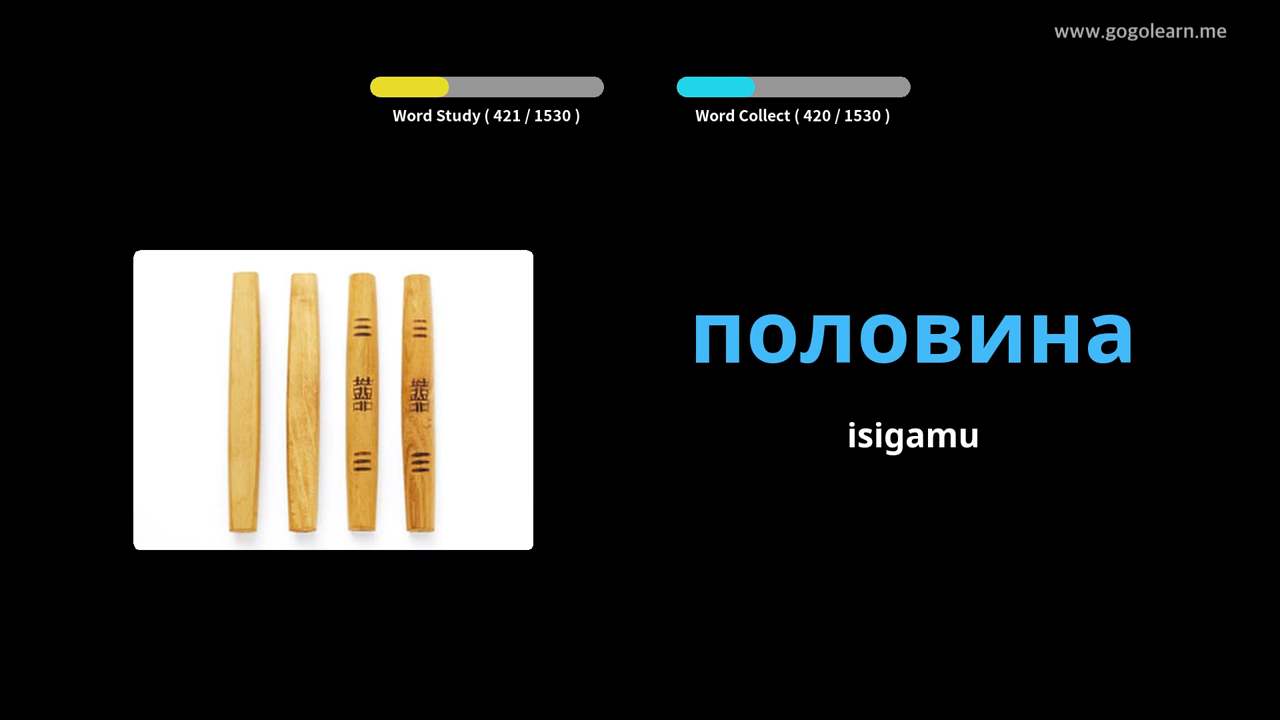 www.gogolearn.me
Word Study ( 421 / 1530 )
Word Collect ( 420 / 1530 )
половина
isigamu